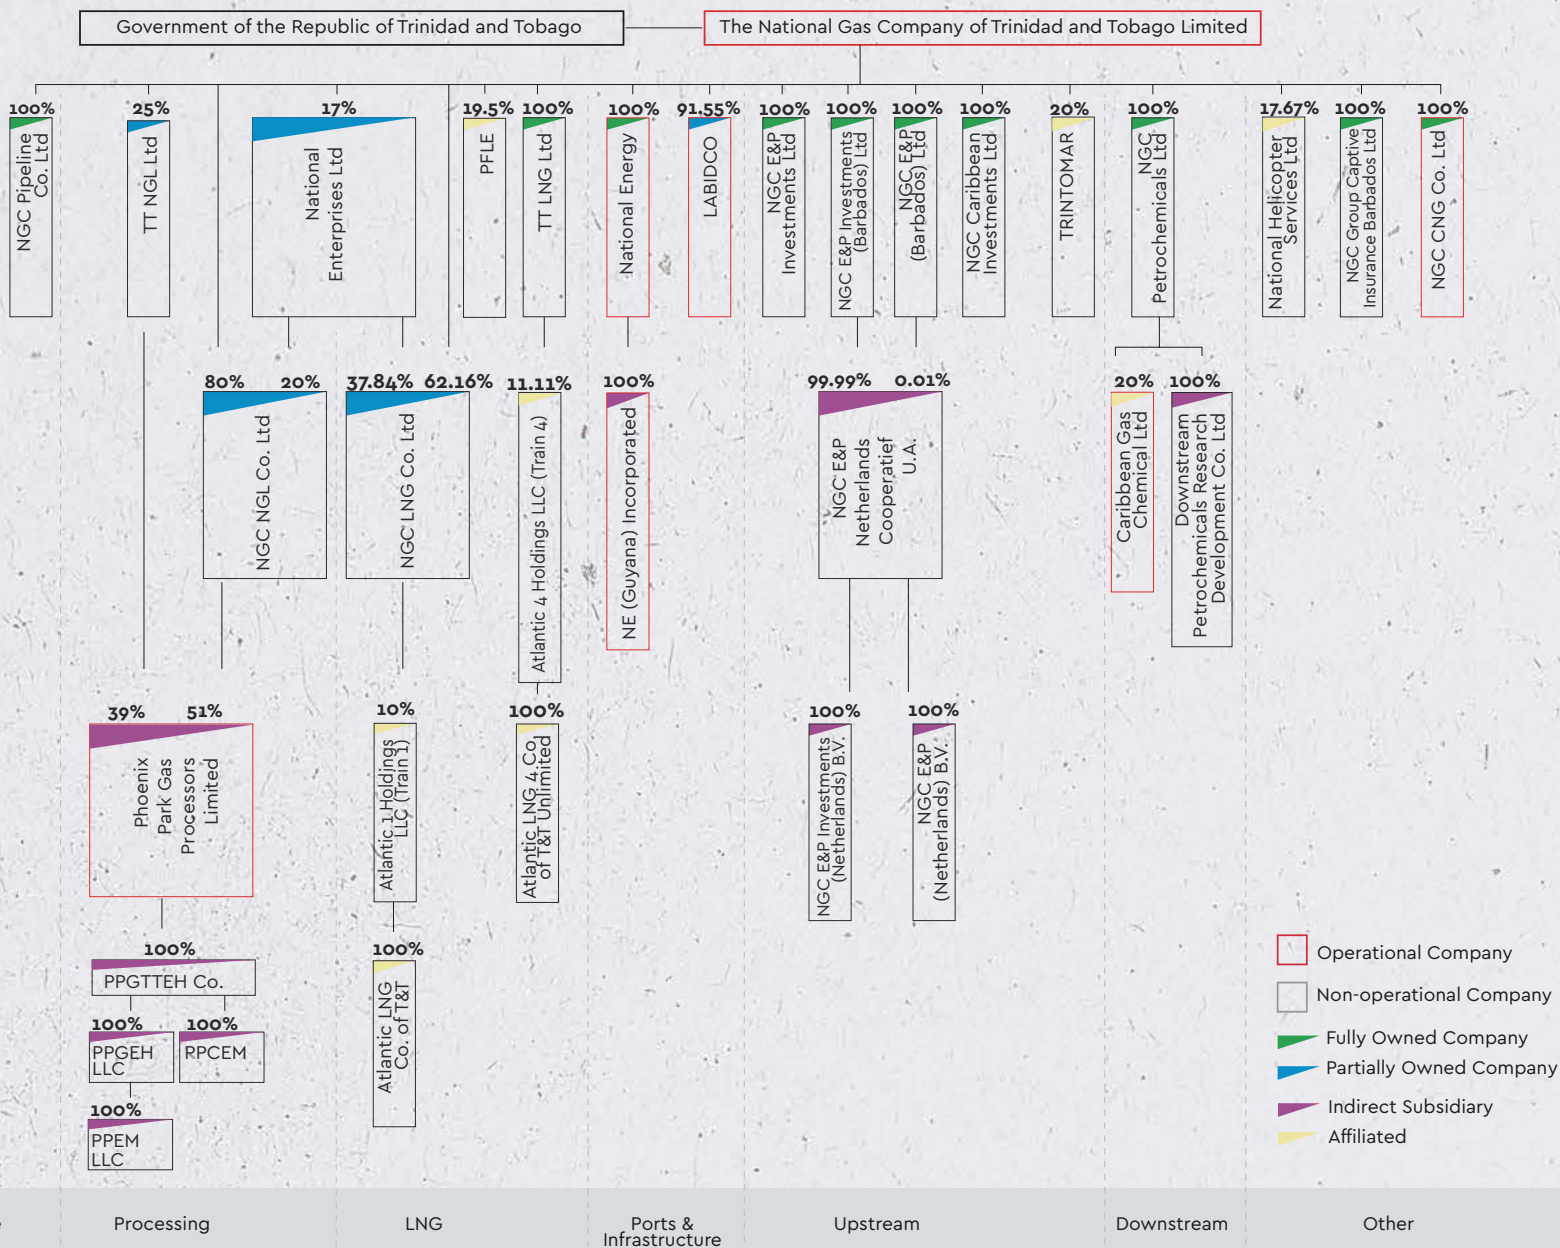 Government of the Republic of Trinidad and Tobago
The National Gas Company of Trinidad and Tobago Limited
100%
25%
17%
19.5%
100%
100%
91.55%
100%
100%
100%
100%
20%
100%
17.67%
100%
100%
NGC Pipeline
Co. Ltd
TT NGL Ltd
National
Enterprises Ltd
PFLE
TT LNG Ltd
National Energy
LABIDCO
NGC E&P
Investments Ltd
NGC E&P Investments
(Barbados) Ltd
NGC E&P
(Barbados) Ltd
NGC Caribbean
Investments Ltd
TRINTOMAR
NGC
Petrochemicals Ltd
National Helicopter
Services Ltd
NGC Group Captive
Insurance Barbados Ltd
NGC CNG Co. Ltd
80%
20%
37.84%
62.16%
11.11%
100%
99.99%
0.01%
20%
100%
NGC NGL Co. Ltd
NGC LNG Co. Ltd
Atlantic 4 Holdings LLC (Train 4)
NE (Guyana) Incorporated
NGC E&P
Netherlands
Cooperatief
U.A.
Caribbean Gas
Chemical Ltd
Downstream
Petrochemicals Research
Development Co. Ltd
39%
51%
10%
100%
100%
100%
Phoenix
Park Gas
Processors
Limited
Atlantic 1 Holdings
LLC (Train 1)
Atlantic LNG 4 Co
of T&T Unlimited
NGC E&P Investments
(Netherlands) B.V.
NGC E&P
(Netherlands) B.V.
100%
PPGTTEH Co.
100%
Atlantic LNG
Co. of T&T
100%
100%
PPGEH
LLC
RPCEM
100%
PPEM
LLC
Operational Company
Non-operational Company
Fully Owned Company
Partially Owned Company
Indirect Subsidiary
Affiliated
Processing
LNG
Ports &
Infrastructure
Upstream
Downstream
Other